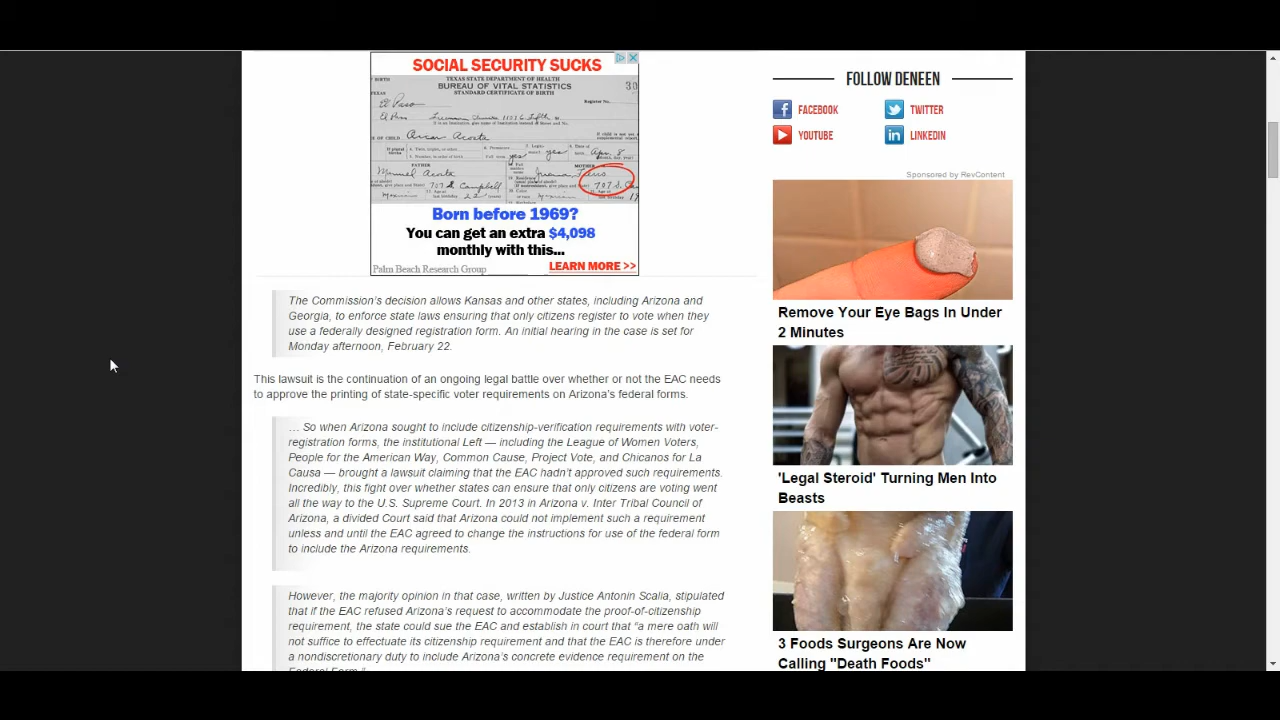 SOCIAL SECURITY SUCKS
TEXAS STATE DEPARTMENT OF HEALTH
BUREAU OF VITAL STATISTICS
STANDARD CERTIFICATE OF BIRTH
El Paso
Acosta
MOTHER
FATHER
Manuel Acosta
707 S. Campbell
Born before 1969?
You can get an extra $4,098
monthly with this...
Palm Beach Research Group
LEARN MORE >>
The Commission's decision allows Kansas and other states, including Arizona and
Georgia, to enforce state laws ensuring that only citizens register to vote when they
use a federally designed registration form. An initial hearing in the case is set for
Monday afternoon, February 22.
This lawsuit is the continuation of an ongoing legal battle over whether or not the EAC needs
to approve the printing of state-specific voter requirements on Arizona's federal forms.
… So when Arizona sought to include citizenship-verification requirements with voter-
registration forms, the institutional Left — including the League of Women Voters,
People for the American Way, Common Cause, Project Vote, and Chicanos for La
Causa — brought a lawsuit claiming that the EAC hadn't approved such requirements.
Incredibly, this fight over whether states can ensure that only citizens are voting went
all the way to the U.S. Supreme Court. In 2013 in Arizona v. Inter Tribal Council of
Arizona, a divided Court said that Arizona could not implement such a requirement
unless and until the EAC agreed to change the instructions for use of the federal form
to include the Arizona requirements.
However, the majority opinion in that case, written by Justice Antonin Scalia, stipulated
that if the EAC refused Arizona's request to accommodate the proof-of-citizenship
requirement, the state could sue the EAC and establish in court that “a mere oath will
not suffice to effectuate its citizenship requirement and that the EAC is therefore under
a nondiscretionary duty to include Arizona's concrete evidence requirement on the
Federal Form.”
FOLLOW DENEEN
FACEBOOK
TWITTER
YOUTUBE
LINKEDIN
Sponsored by RevContent
Remove Your Eye Bags In Under
2 Minutes
'Legal Steroid' Turning Men Into
Beasts
3 Foods Surgeons Are Now
Calling "Death Foods"